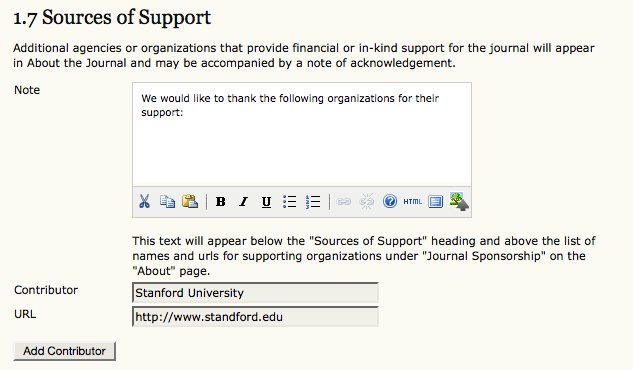 1.7 Sources of Support
Additional agencies or organizations that provide financial or in-kind support for the journal will appear
in About the Journal and may be accompanied by a note of acknowledgement.
Note
We would like to thank the following organizations for their
support:
B I U HTML
This text will appear below the "Sources of Support" heading and above the list of
names and urls for supporting organizations under "Journal Sponsorship" on the
"About" page.
Contributor
Stanford University
URL
http://www.standford.edu
Add Contributor